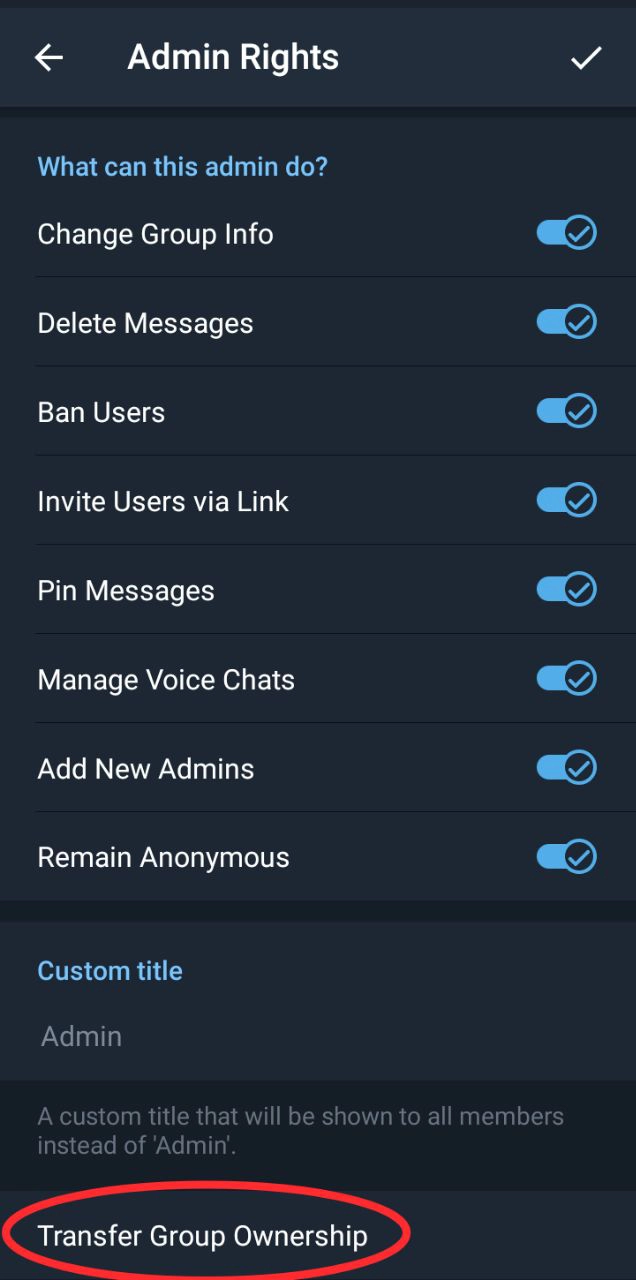 Admin Rights
What can this admin do?
Change Group Info
Delete Messages
Ban Users
Invite Users via Link
Pin Messages
Manage Voice Chats
Add New Admins
Remain Anonymous
Custom title
Admin
A custom title that will be shown to all members
instead of 'Admin'.
Transfer Group Ownership